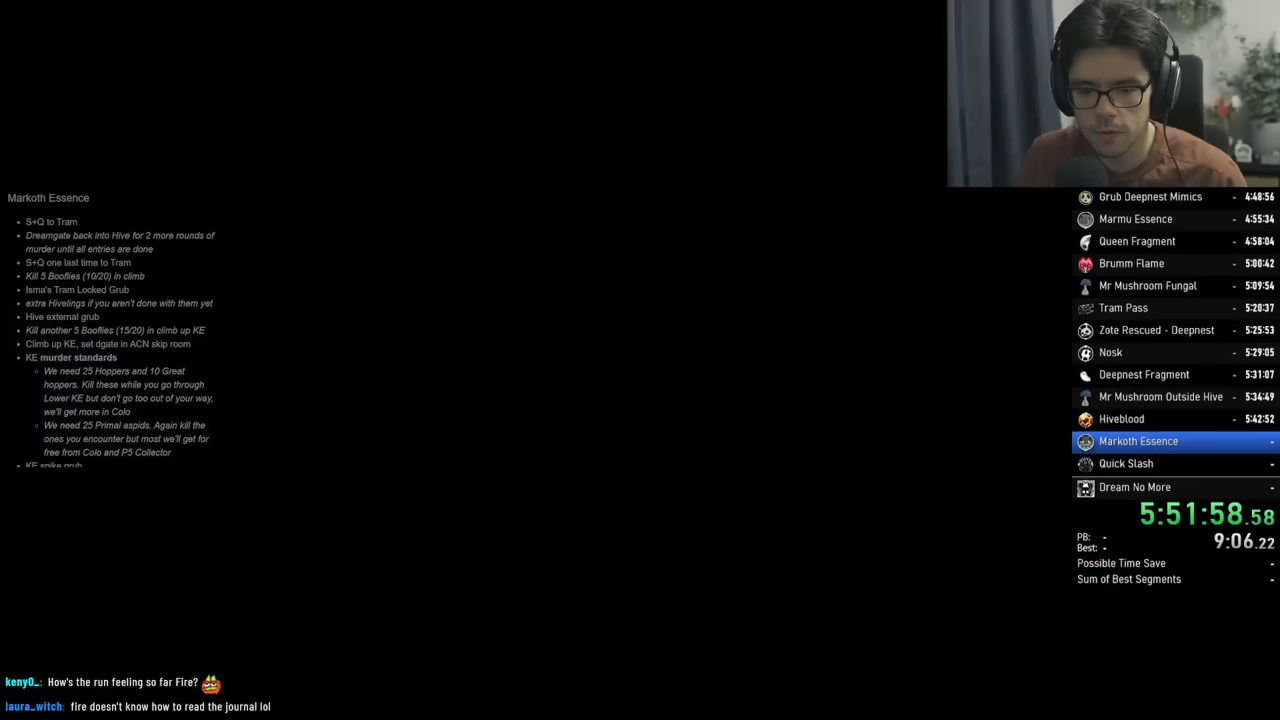 Markoth Essence
• S+Q to Tram
• Dreamgate back into Hive for 2 more rounds of
murder until all entries are done
• S+Q one last time to Tram
• Kill 5 Booflies (10/20) in climb
• Isma's Tram Locked Grub
• extra Hivelings if you aren't done with them yet
• Hive external grub
• Kill another 5 Booflies (15/20) in climb up KE
• Climb up KE, set dgate in ACN skip room
• KE murder standards
○ We need 25 Hoppers and 10 Great
hoppers. Kill these while you go through
Lower KE but don't go too out of your way,
we'll get more in Colo
○ We need 25 Primal aspids. Again kill the
ones you encounter but most we'll get for
free from Colo and P5 Collector
• KE spike grub
Grub Deepnest Mimics - 4:48:56
Marmu Essence - 4:55:34
Queen Fragment - 4:58:04
Brumm Flame - 5:00:42
Mr Mushroom Fungal - 5:09:54
Tram Pass - 5:20:37
Zote Rescued - Deepnest - 5:25:53
Nosk - 5:29:05
Deepnest Fragment - 5:31:07
Mr Mushroom Outside Hive - 5:34:49
Hiveblood - 5:42:52
Markoth Essence -
Quick Slash -
Dream No More -
5:51:58.58
PB: -
Best: -
9:06.22
Possible Time Save -
Sum of Best Segments -
keny0_: How's the run feeling so far Fire?
laura_witch: fire doesn't know how to read the journal lol